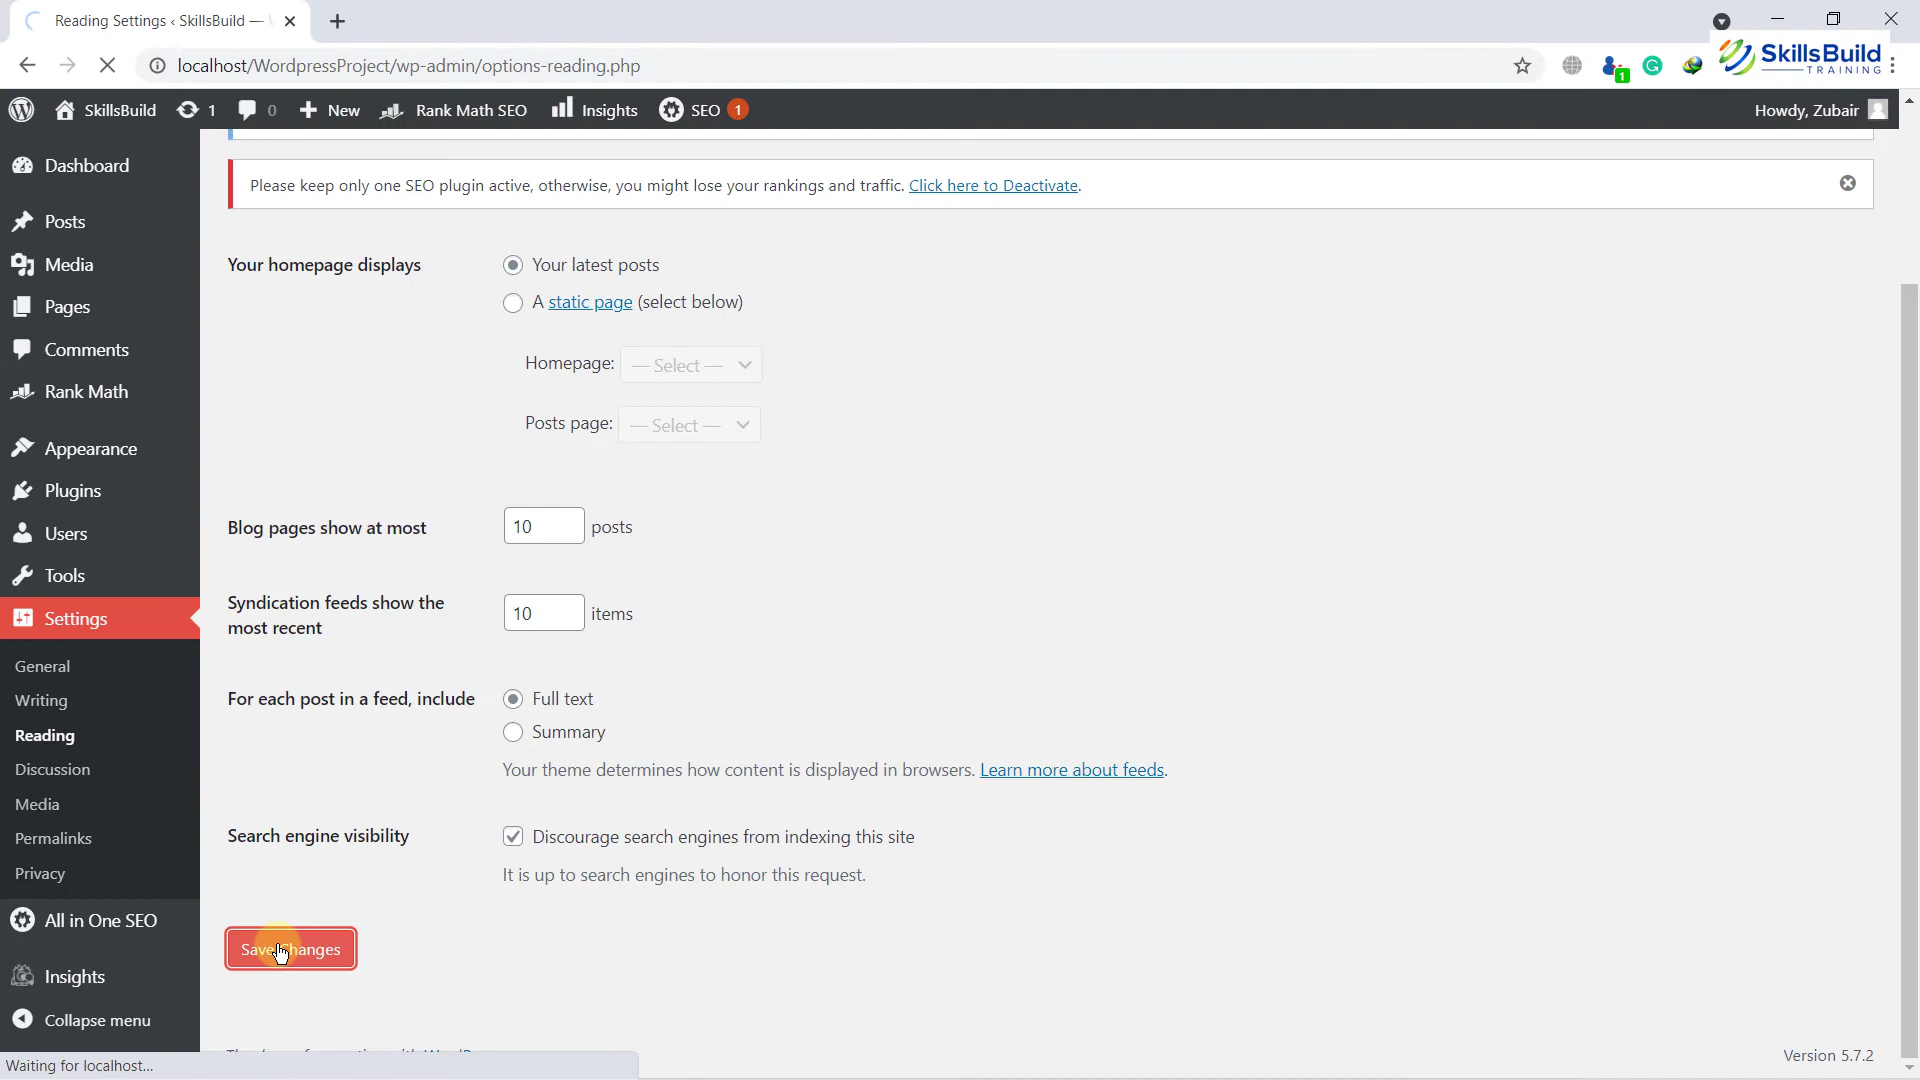 Reading Settings ‹ SkillsBuild —
localhost/WordpressProject/wp-admin/options-reading.php
1
SkillsBuild
TRAINING
SkillsBuild
1
0
New
Rank Math SEO
Insights
SEO
1
Howdy, Zubair
Dashboard
Posts
Media
Pages
Comments
Rank Math
Appearance
Plugins
Users
Tools
Settings
General
Writing
Reading
Discussion
Media
Permalinks
Privacy
All in One SEO
Insights
Collapse menu
Please keep only one SEO plugin active, otherwise, you might lose your rankings and traffic. Click here to Deactivate.
Your homepage displays
Your latest posts
A static page (select below)
Homepage: — Select —
Posts page: — Select —
Blog pages show at most
10 posts
Syndication feeds show the
most recent
10 items
For each post in a feed, include
Full text
Summary
Your theme determines how content is displayed in browsers. Learn more about feeds.
Search engine visibility
Discourage search engines from indexing this site
It is up to search engines to honor this request.
Save Changes
Version 5.7.2
Waiting for localhost...